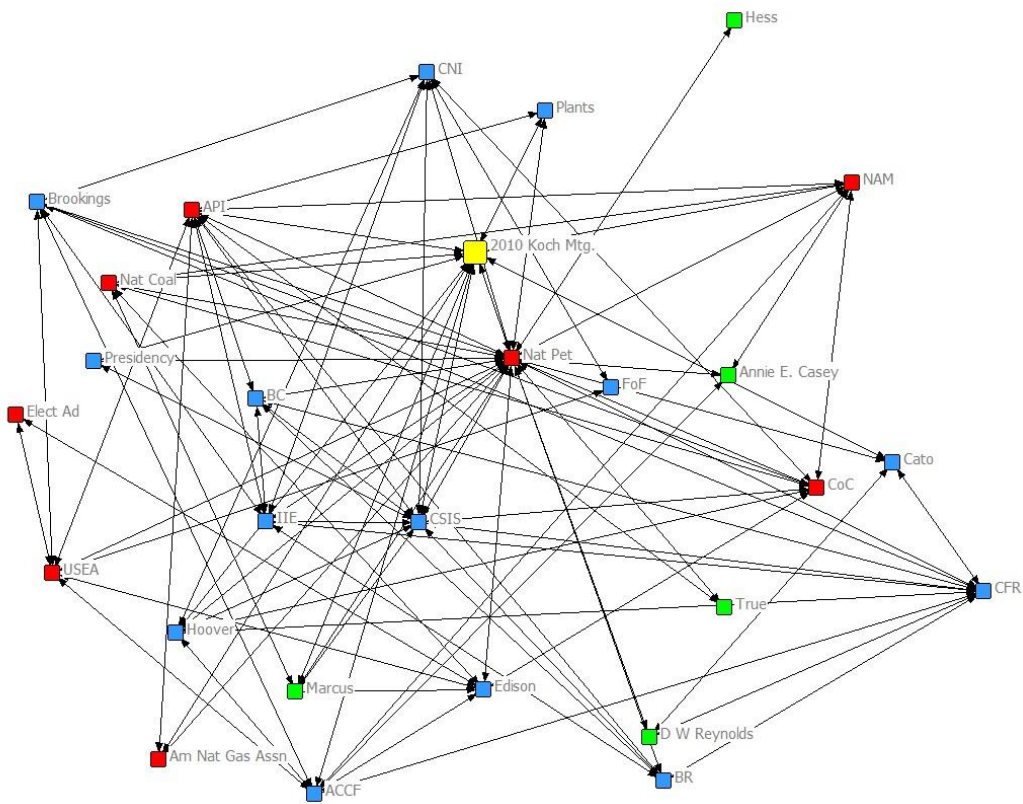 Hess
CNI
Plants
Brookings
API
NAM
2010 Koch Mtg.
Nat Coal
Presidency
Nat Pet
Annie E. Casey
FoF
BC
Elect Ad
Cato
CoC
IIE
CSIS
USEA
CFR
True
Hoover
Marcus
Edison
D W Reynolds
Am Nat Gas Assn
BR
ACCF